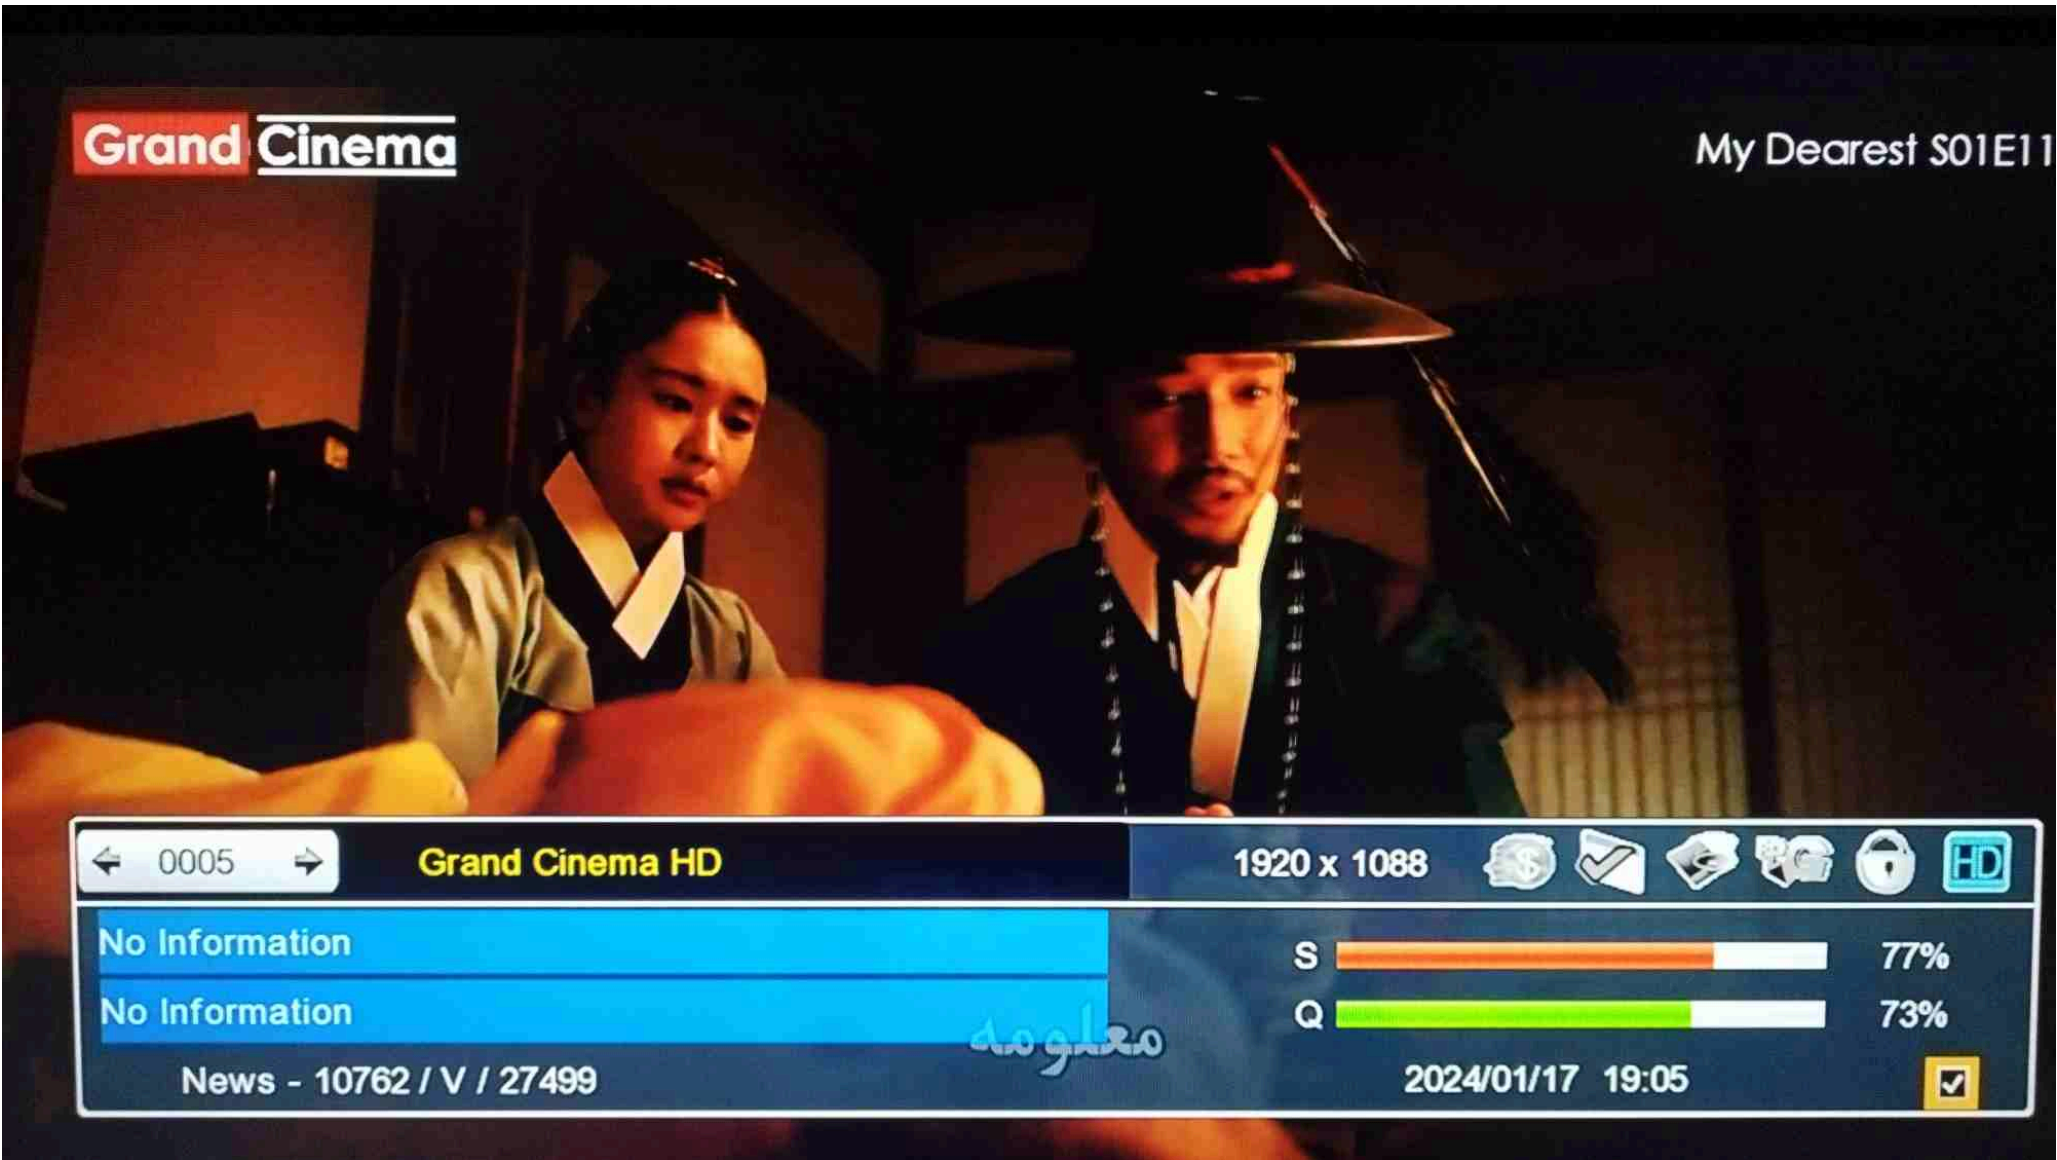 Grand Cinema
My Dearest S01E11
0005
Grand Cinema HD
1920 x 1088
HD
No Information
S
77%
No Information
Q
73%
معلومه
News - 10762 / V / 27499
2024/01/17 19:05